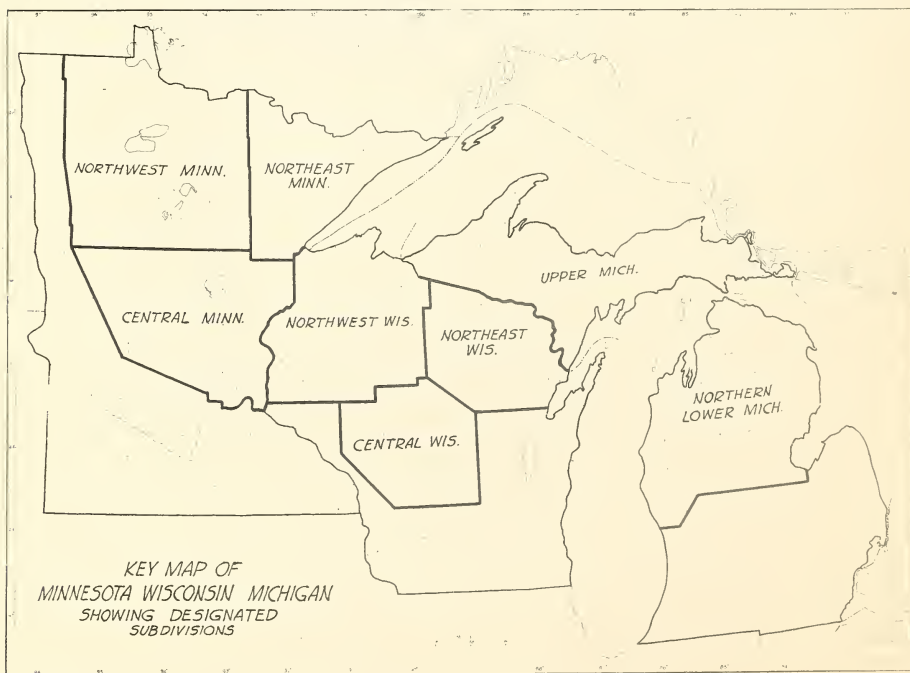 NORTHWEST MINN.
NORTHEAST
MINN.
UPPER MICH.
CENTRAL MINN.
NORTHWEST WIS.
NORTHEAST
WIS.
NORTHERN
LOWER MICH.
CENTRAL WIS.
KEY MAP OF
MINNESOTA WISCONSIN MICHIGAN
SHOWING DESIGNATED
SUBDIVISIONS